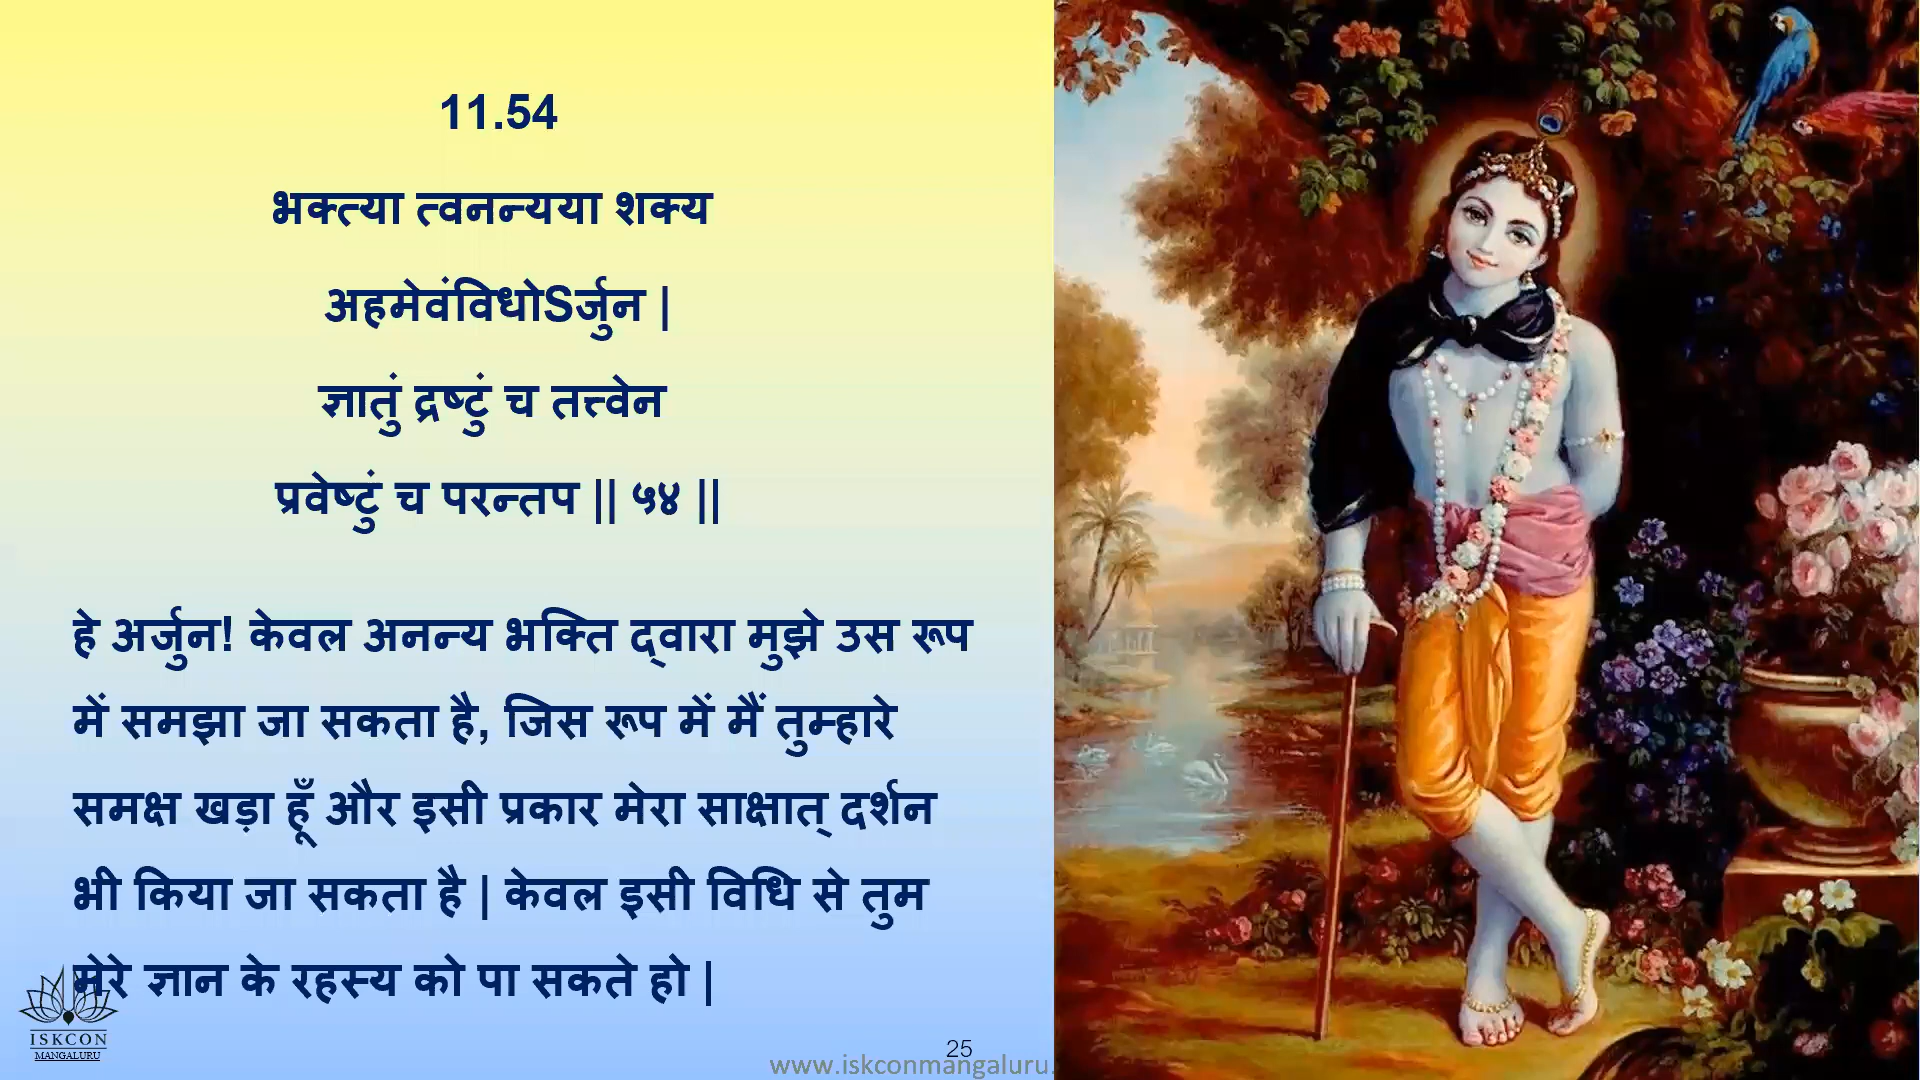 11.54
भक्त्या त्वनन्यया शक्य
अहमेवंविधोSर्जुन |
ज्ञातुं द्रष्टुं च तत्त्वेन
प्रवेष्टुं च परन्तप || ५४ ||
हे अर्जुन! केवल अनन्य भक्ति द्वारा मुझे उस रूप
में समझा जा सकता है, जिस रूप में मैं तुम्हारे
समक्ष खड़ा हूँ और इसी प्रकार मेरा साक्षात् दर्शन
भी किया जा सकता है | केवल इसी विधि से तुम
मेरे ज्ञान के रहस्य को पा सकते हो |
ISKCON
MANGALURU
25
www.iskconmangaluru.